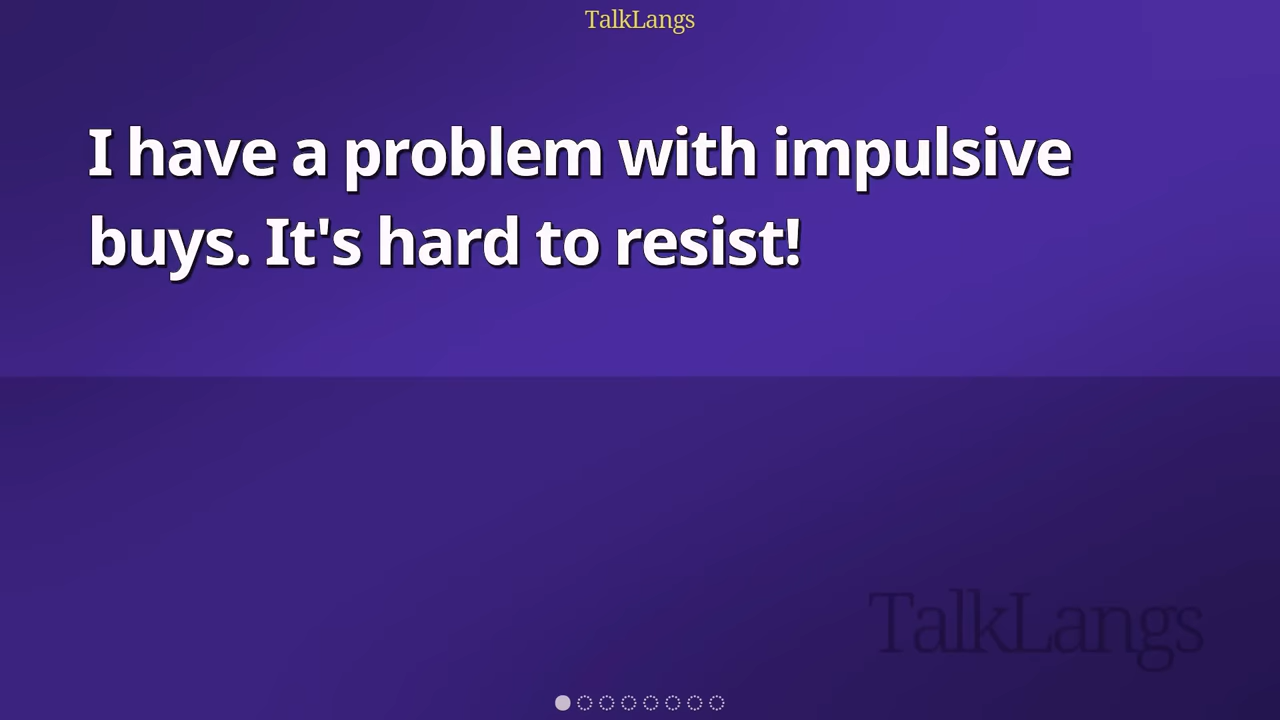 TalkLangs
I have a problem with impulsive
buys. It's hard to resist!
TalkLangs